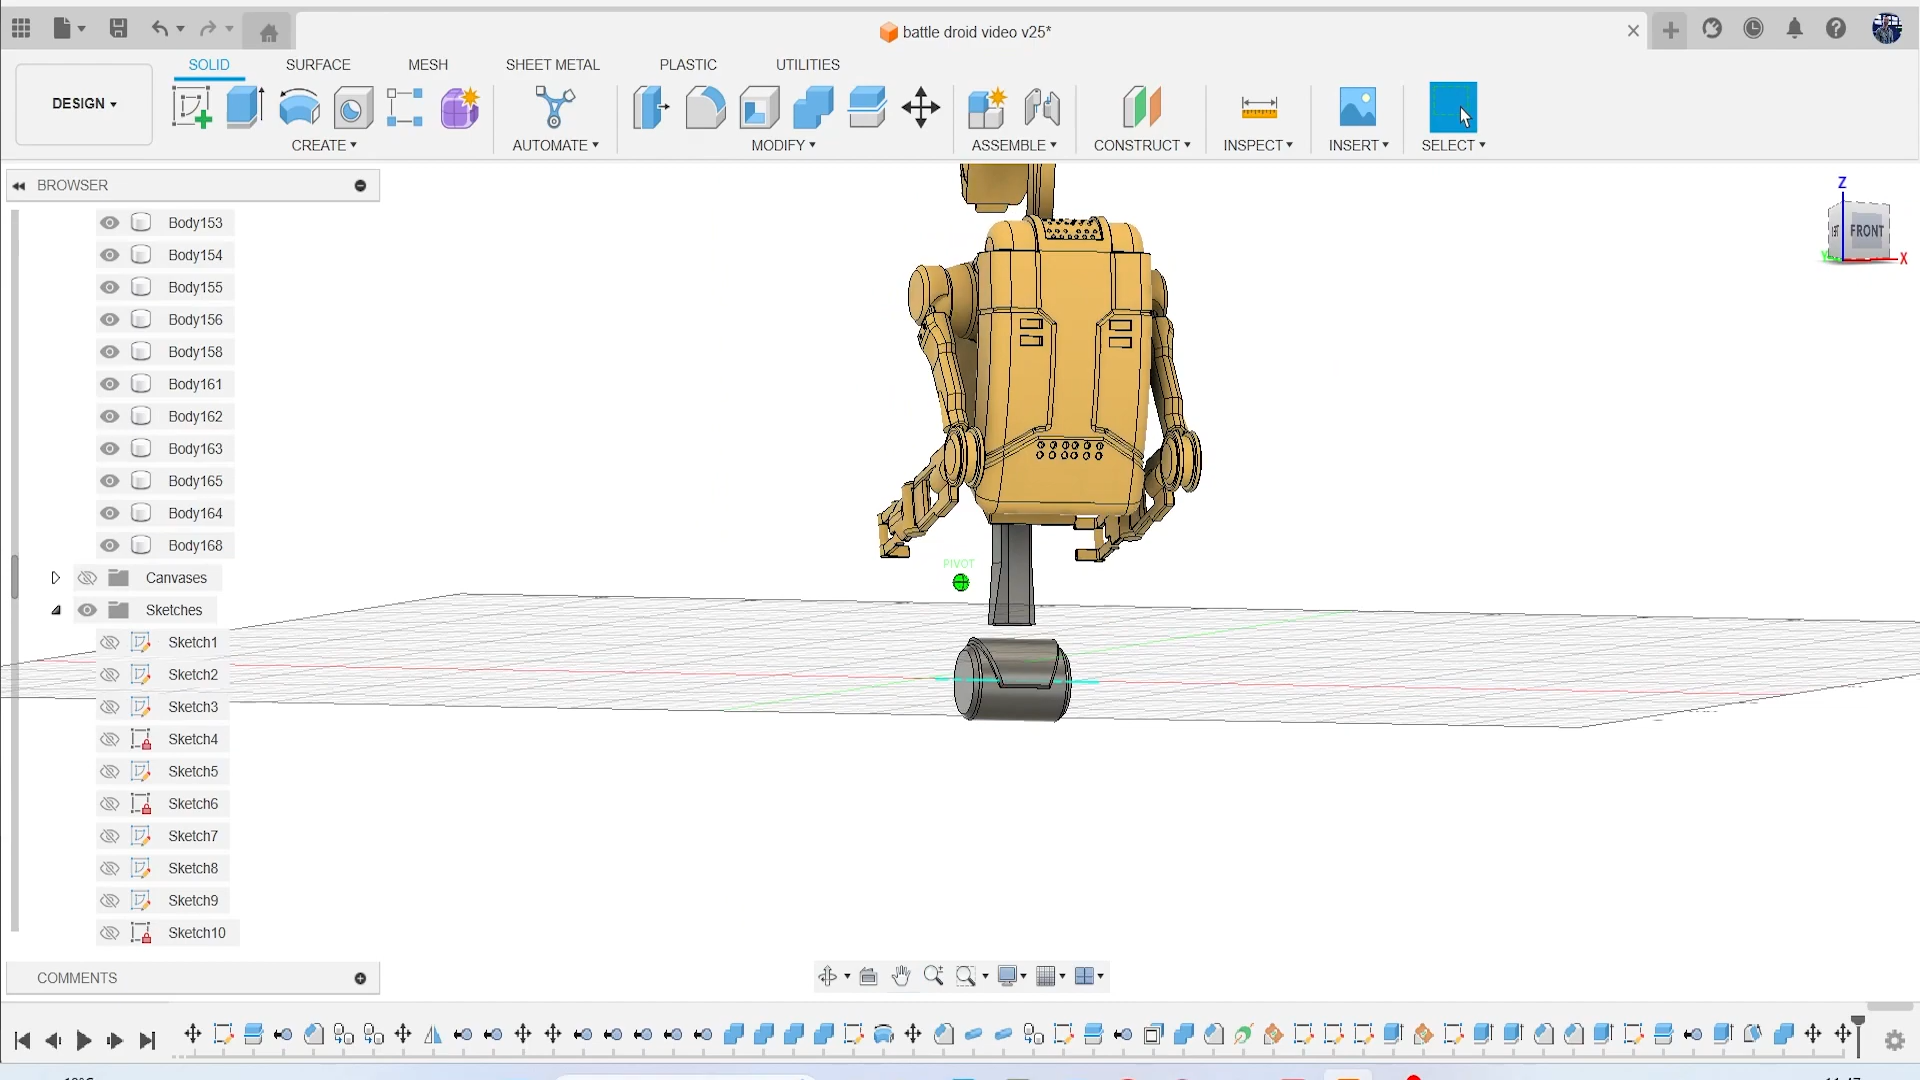 battle droid video v25*
SOLID SURFACE MESH SHEET METAL PLASTIC UTILITIES
DESIGN
CREATE AUTOMATE MODIFY ASSEMBLE CONSTRUCT INSPECT INSERT SELECT
BROWSER
Z
FRONT
X
Body153
Body154
Body155
Body156
Body158
Body161
Body162
Body163
Body165
Body164
Body168
PIVOT
Canvases
Sketches
Sketch1
Sketch2
Sketch3
Sketch4
Sketch5
Sketch6
Sketch7
Sketch8
Sketch9
Sketch10
COMMENTS